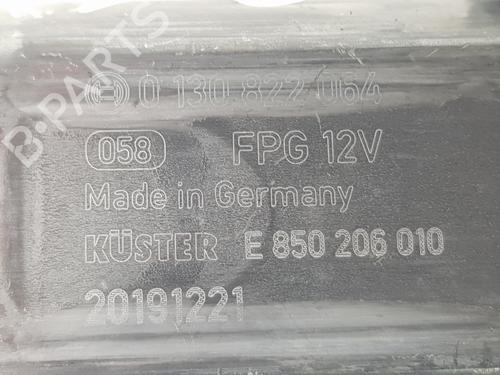 B-PARTS
0 130 822 064
058 FPG 12V
Made in Germany
KÜSTER E 850 206 010
20191221